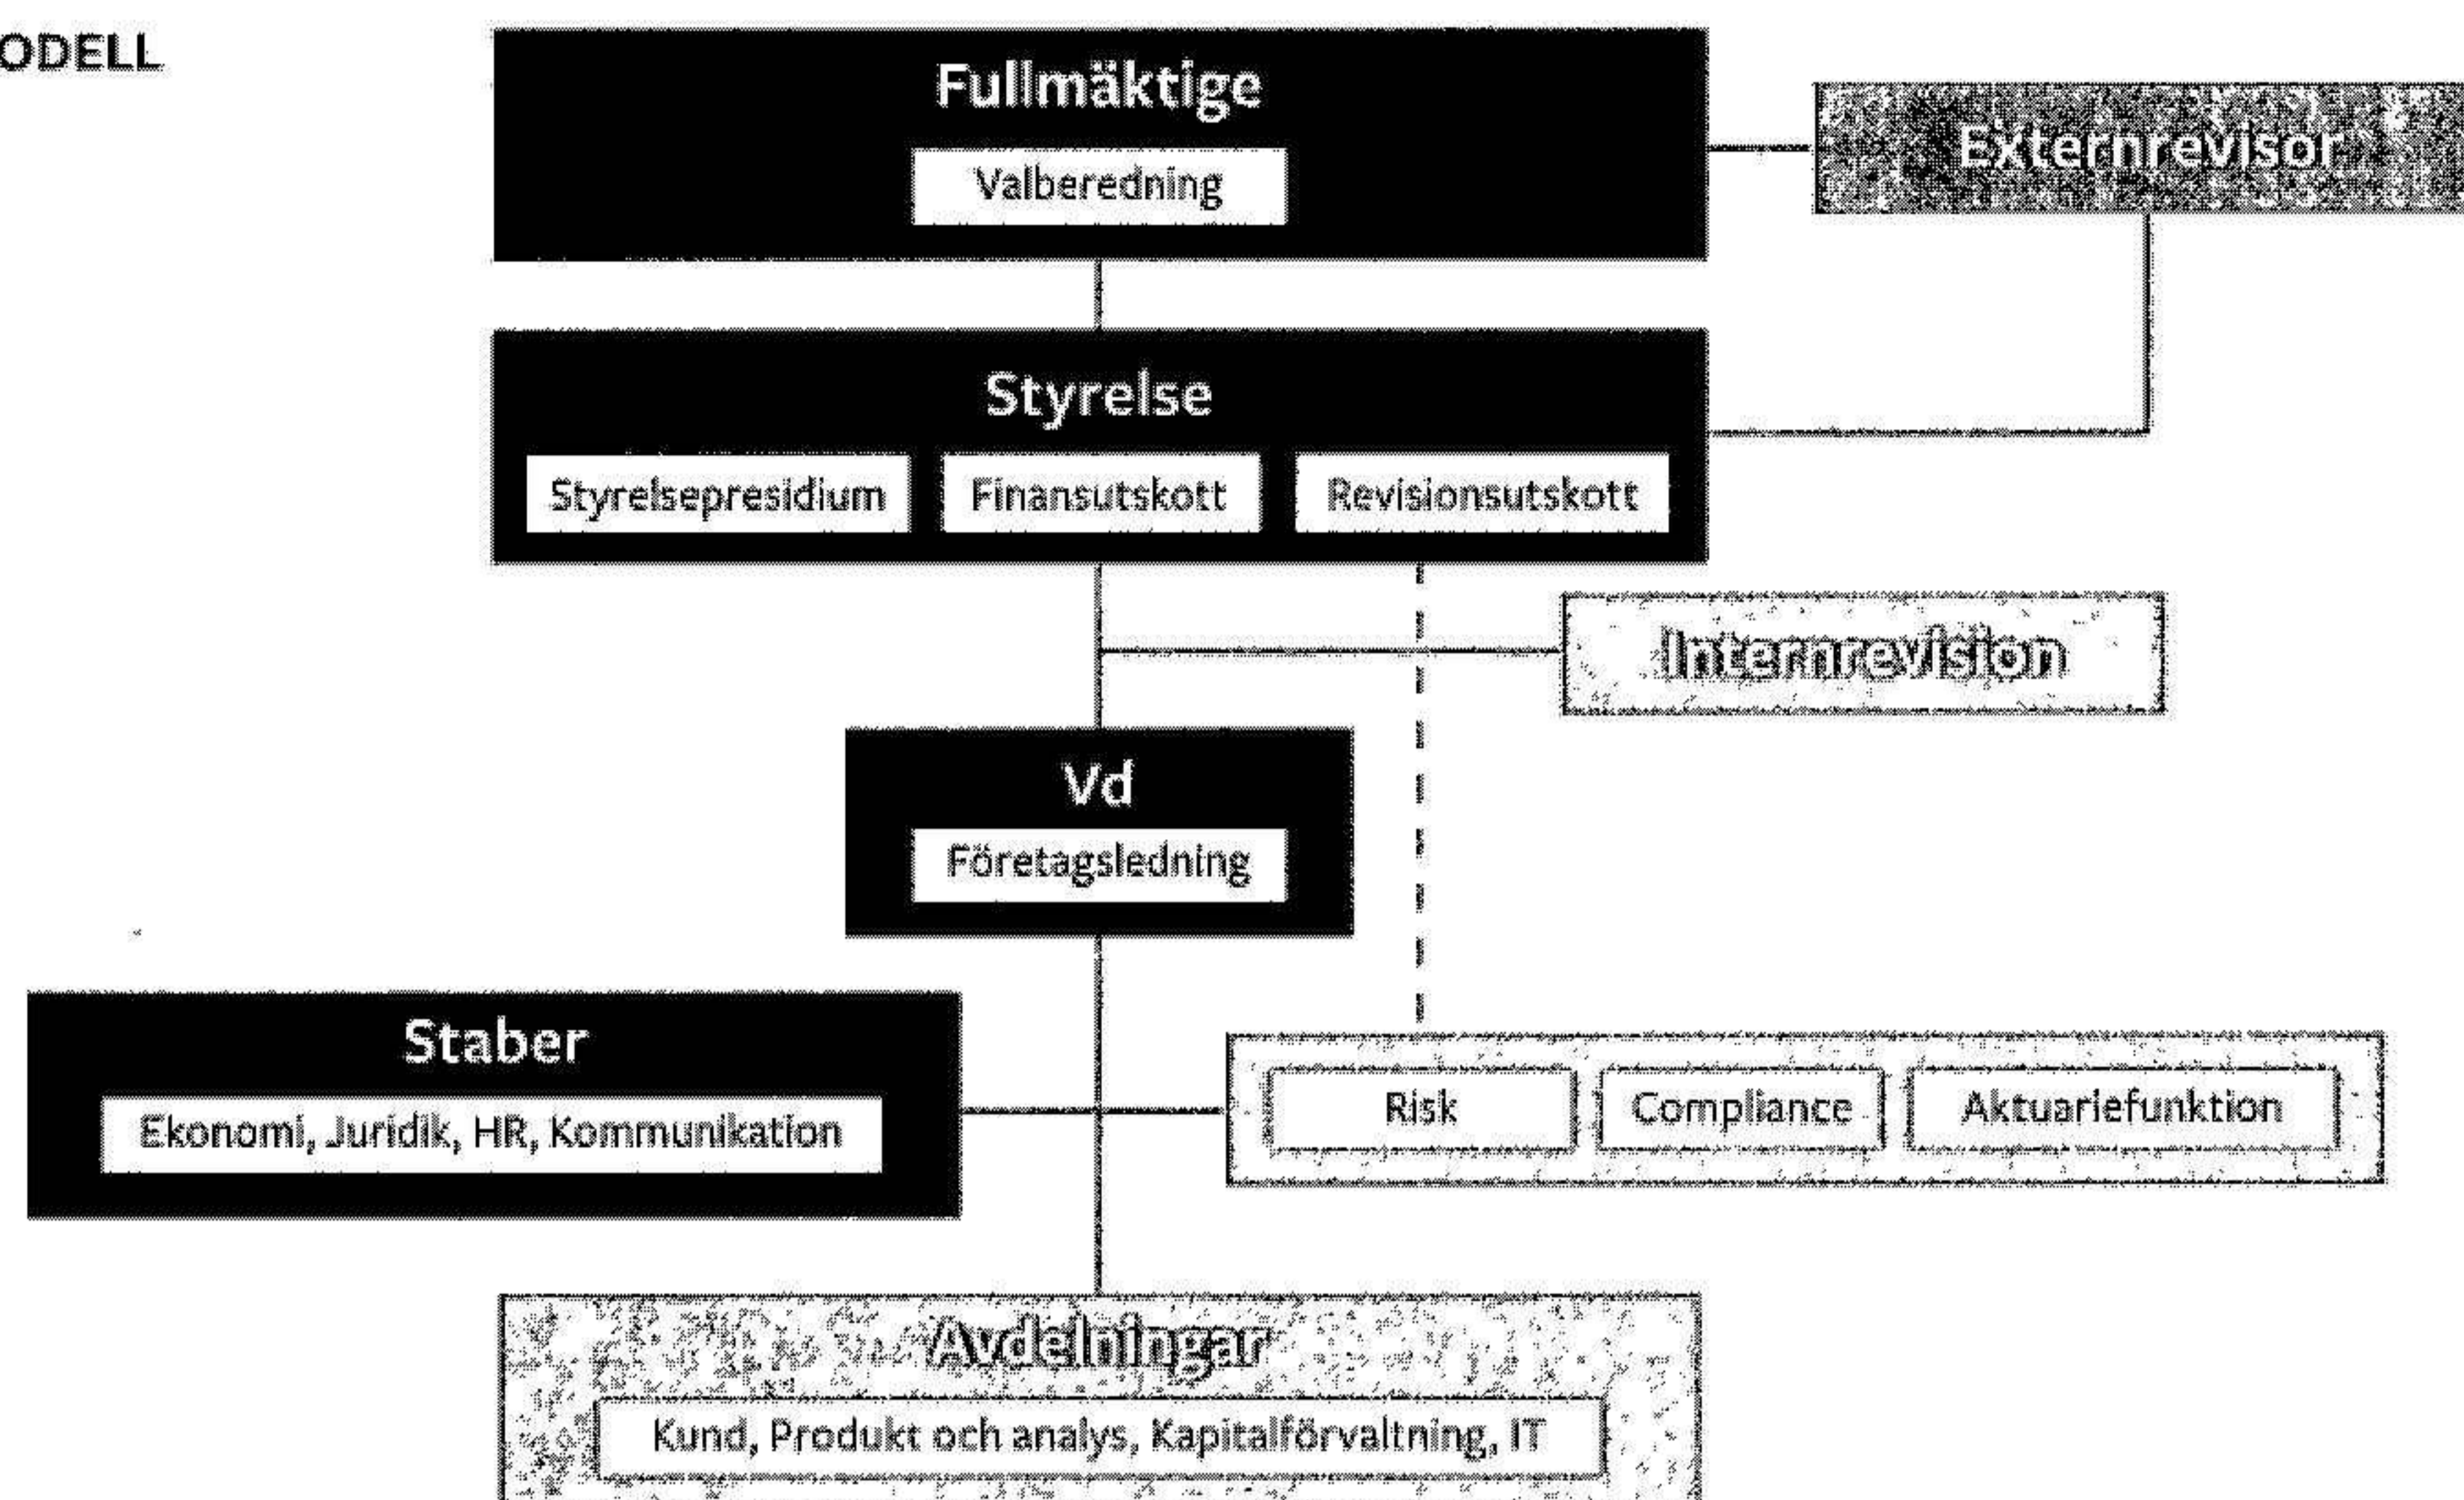 ODELL
Fullmäktige
Valberedning
Externrevisor
Styrelse
Styrelsepresidium
Finansutskott
Revisionsutskott
Internrevision
Vd
Företagsledning
Staber
Ekonomi, Juridik, HR, Kommunikation
Risk
Compliance
Aktuariefunktion
Avdelningar
Kund, Produkt och analys, Kapitalförvaltning, IT